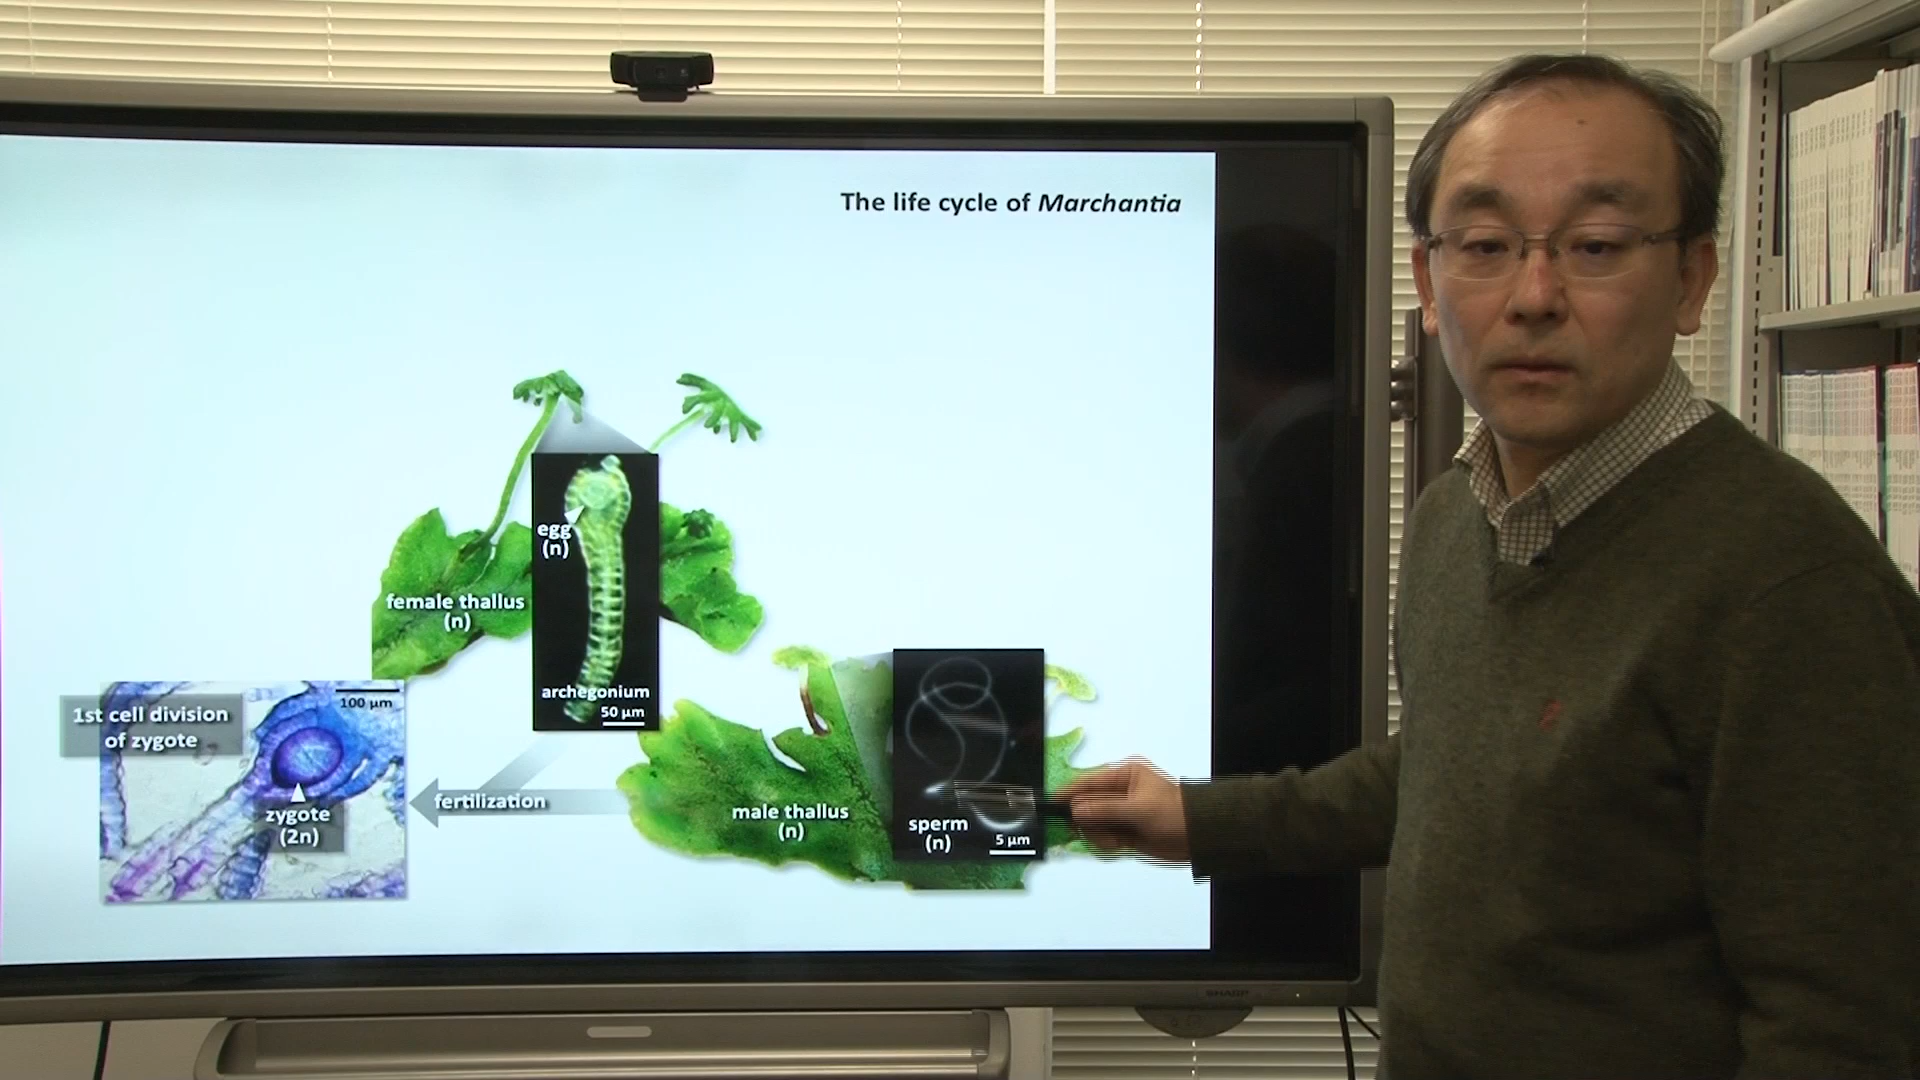 The life cycle of Marchantia
egg
(n)
female thallus
(n)
archegonium
50 µm
1st cell division
of zygote
100 µm
zygote
(2n)
fertilization
male thallus
(n)
sperm
(n)
5 µm
SHARP